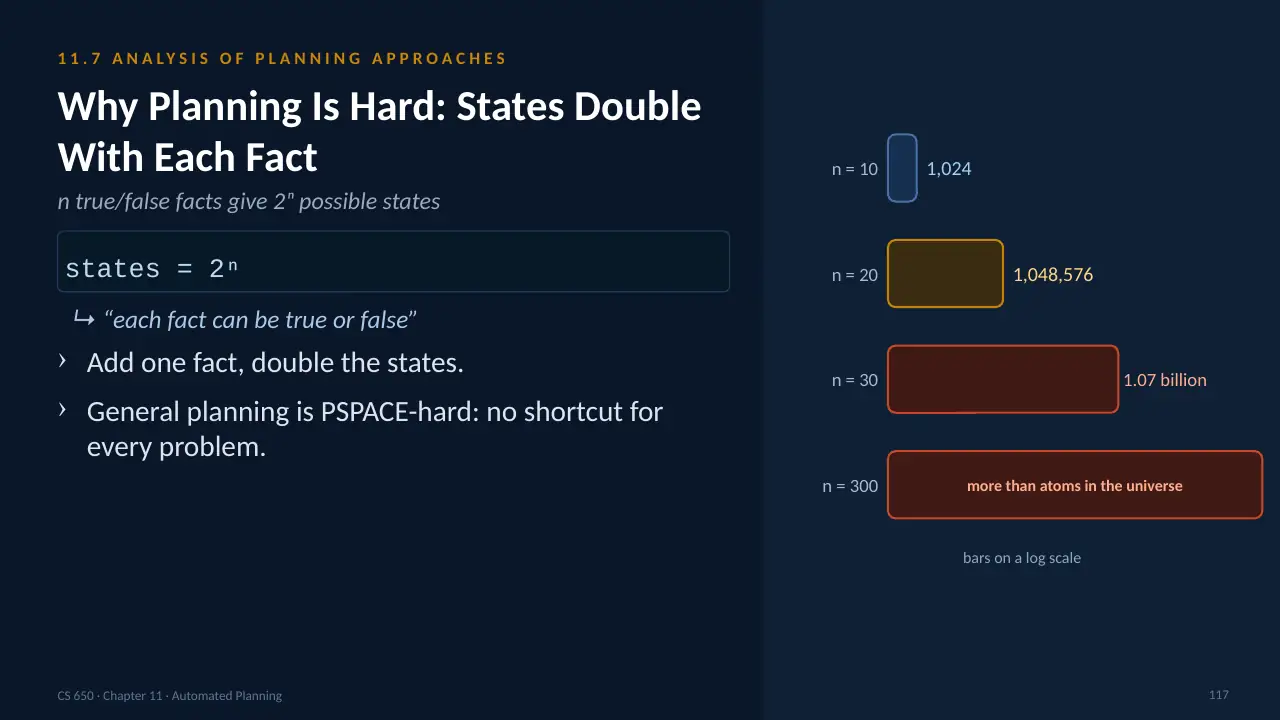 11.7 ANALYSIS OF PLANNING APPROACHES
Why Planning Is Hard: States Double
With Each Fact
n true/false facts give 2ⁿ possible states
states = 2ⁿ
↪ “each fact can be true or false”
› Add one fact, double the states.
› General planning is PSPACE-hard: no shortcut for
every problem.
n = 10 1,024
n = 20 1,048,576
n = 30 1.07 billion
n = 300 more than atoms in the universe
bars on a log scale
CS 650 · Chapter 11 · Automated Planning
117